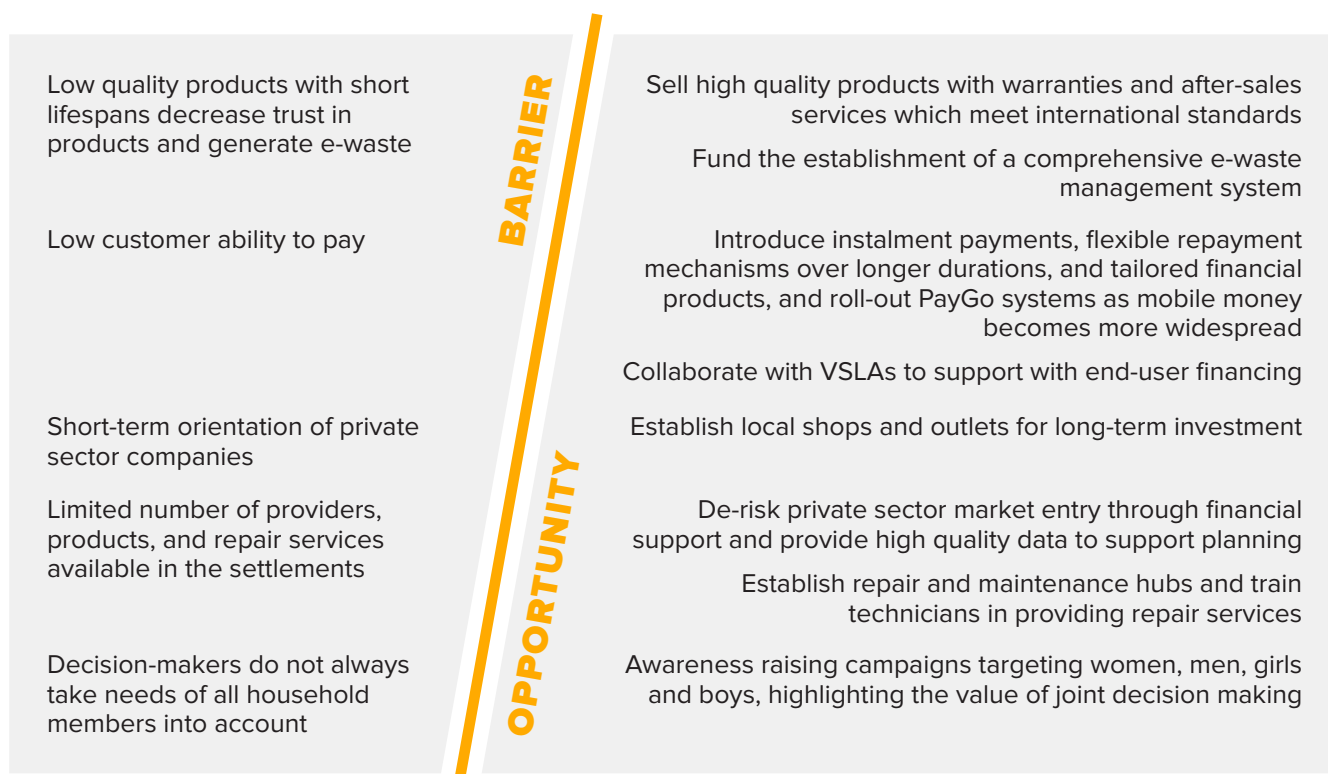 BARRIER
OPPORTUNITY
Low quality products with short
lifespans decrease trust in
products and generate e-waste
Sell high quality products with warranties and after-sales
services which meet international standards
Fund the establishment of a comprehensive e-waste
management system
Low customer ability to pay
Introduce instalment payments, flexible repayment
mechanisms over longer durations, and tailored financial
products, and roll-out PayGo systems as mobile money
becomes more widespread
Collaborate with VSLAs to support with end-user financing
Short-term orientation of private
sector companies
Establish local shops and outlets for long-term investment
Limited number of providers,
products, and repair services
available in the settlements
De-risk private sector market entry through financial
support and provide high quality data to support planning
Establish repair and maintenance hubs and train
technicians in providing repair services
Decision-makers do not always
take needs of all household
members into account
Awareness raising campaigns targeting women, men, girls
and boys, highlighting the value of joint decision making